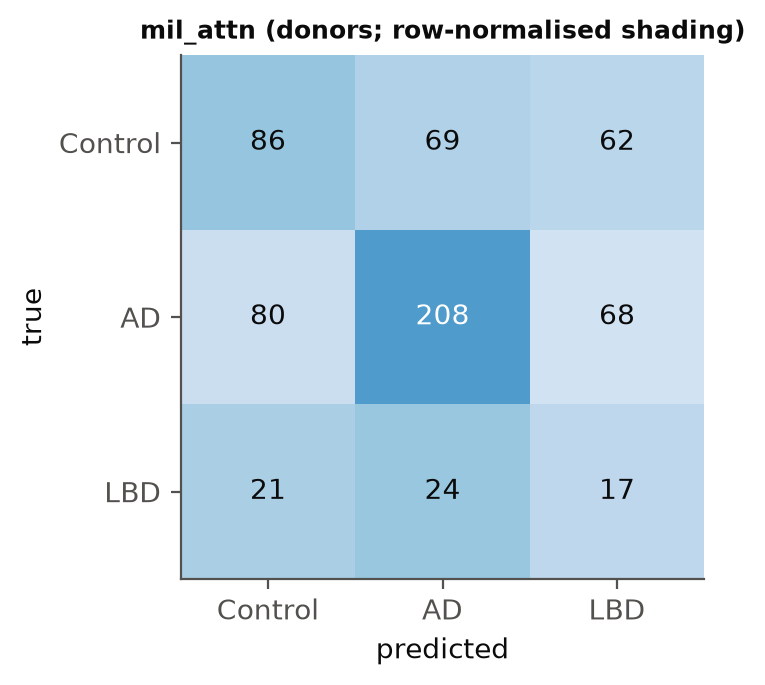 mil_attn (donors; row-normalised shading)
Control 86 69 62
true
AD 80 208 68
LBD 21 24 17
Control AD LBD
predicted